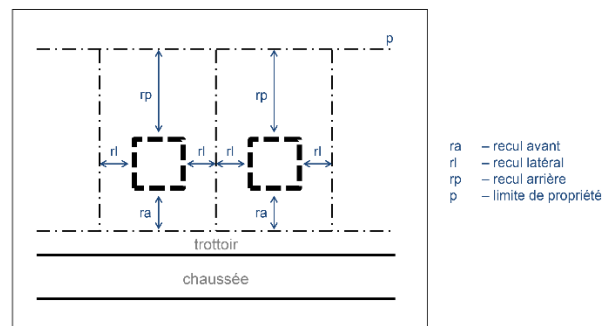 p
rp
rp
rl
rl
rl
rl
ra
ra
trottoir
chaussée
ra – recul avant
rl – recul latéral
rp – recul arrière
p – limite de propriété